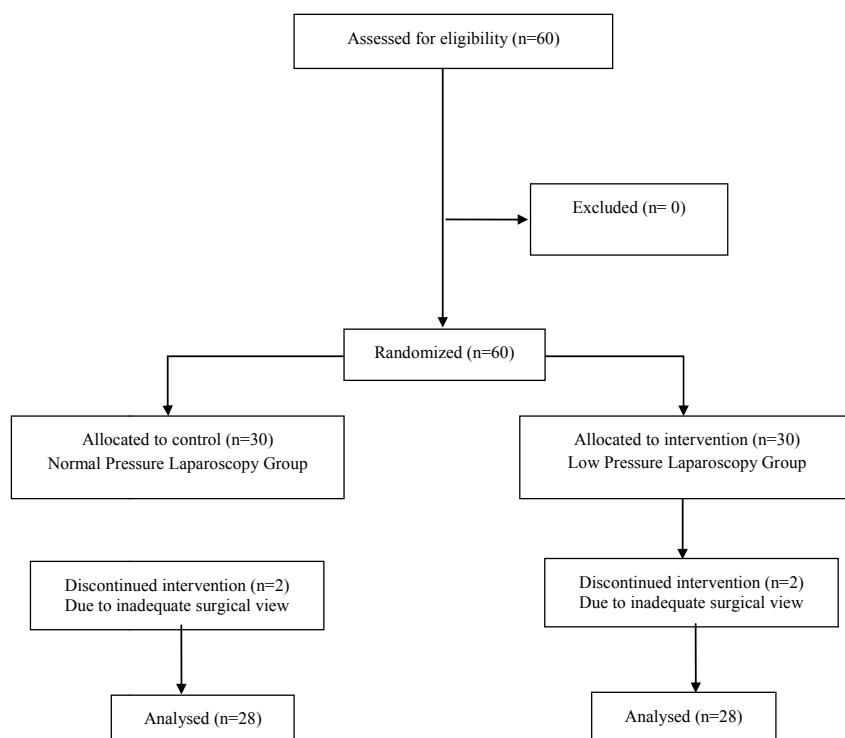 Assessed for eligibility (n=60)
Excluded (n= 0)
Randomized (n=60)
Allocated to control (n=30)
Normal Pressure Laparoscopy Group
Allocated to intervention (n=30)
Low Pressure Laparoscopy Group
Discontinued intervention (n=2)
Due to inadequate surgical view
Discontinued intervention (n=2)
Due to inadequate surgical view
Analysed (n=28)
Analysed (n=28)